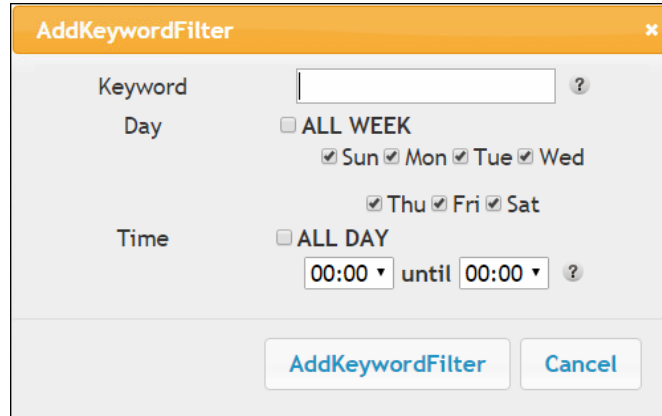 AddKeywordFilter ×
Keyword ?
Day ALL WEEK
Sun Mon Tue Wed
Thu Fri Sat
Time ALL DAY
00:00 until 00:00 ?
AddKeywordFilter Cancel